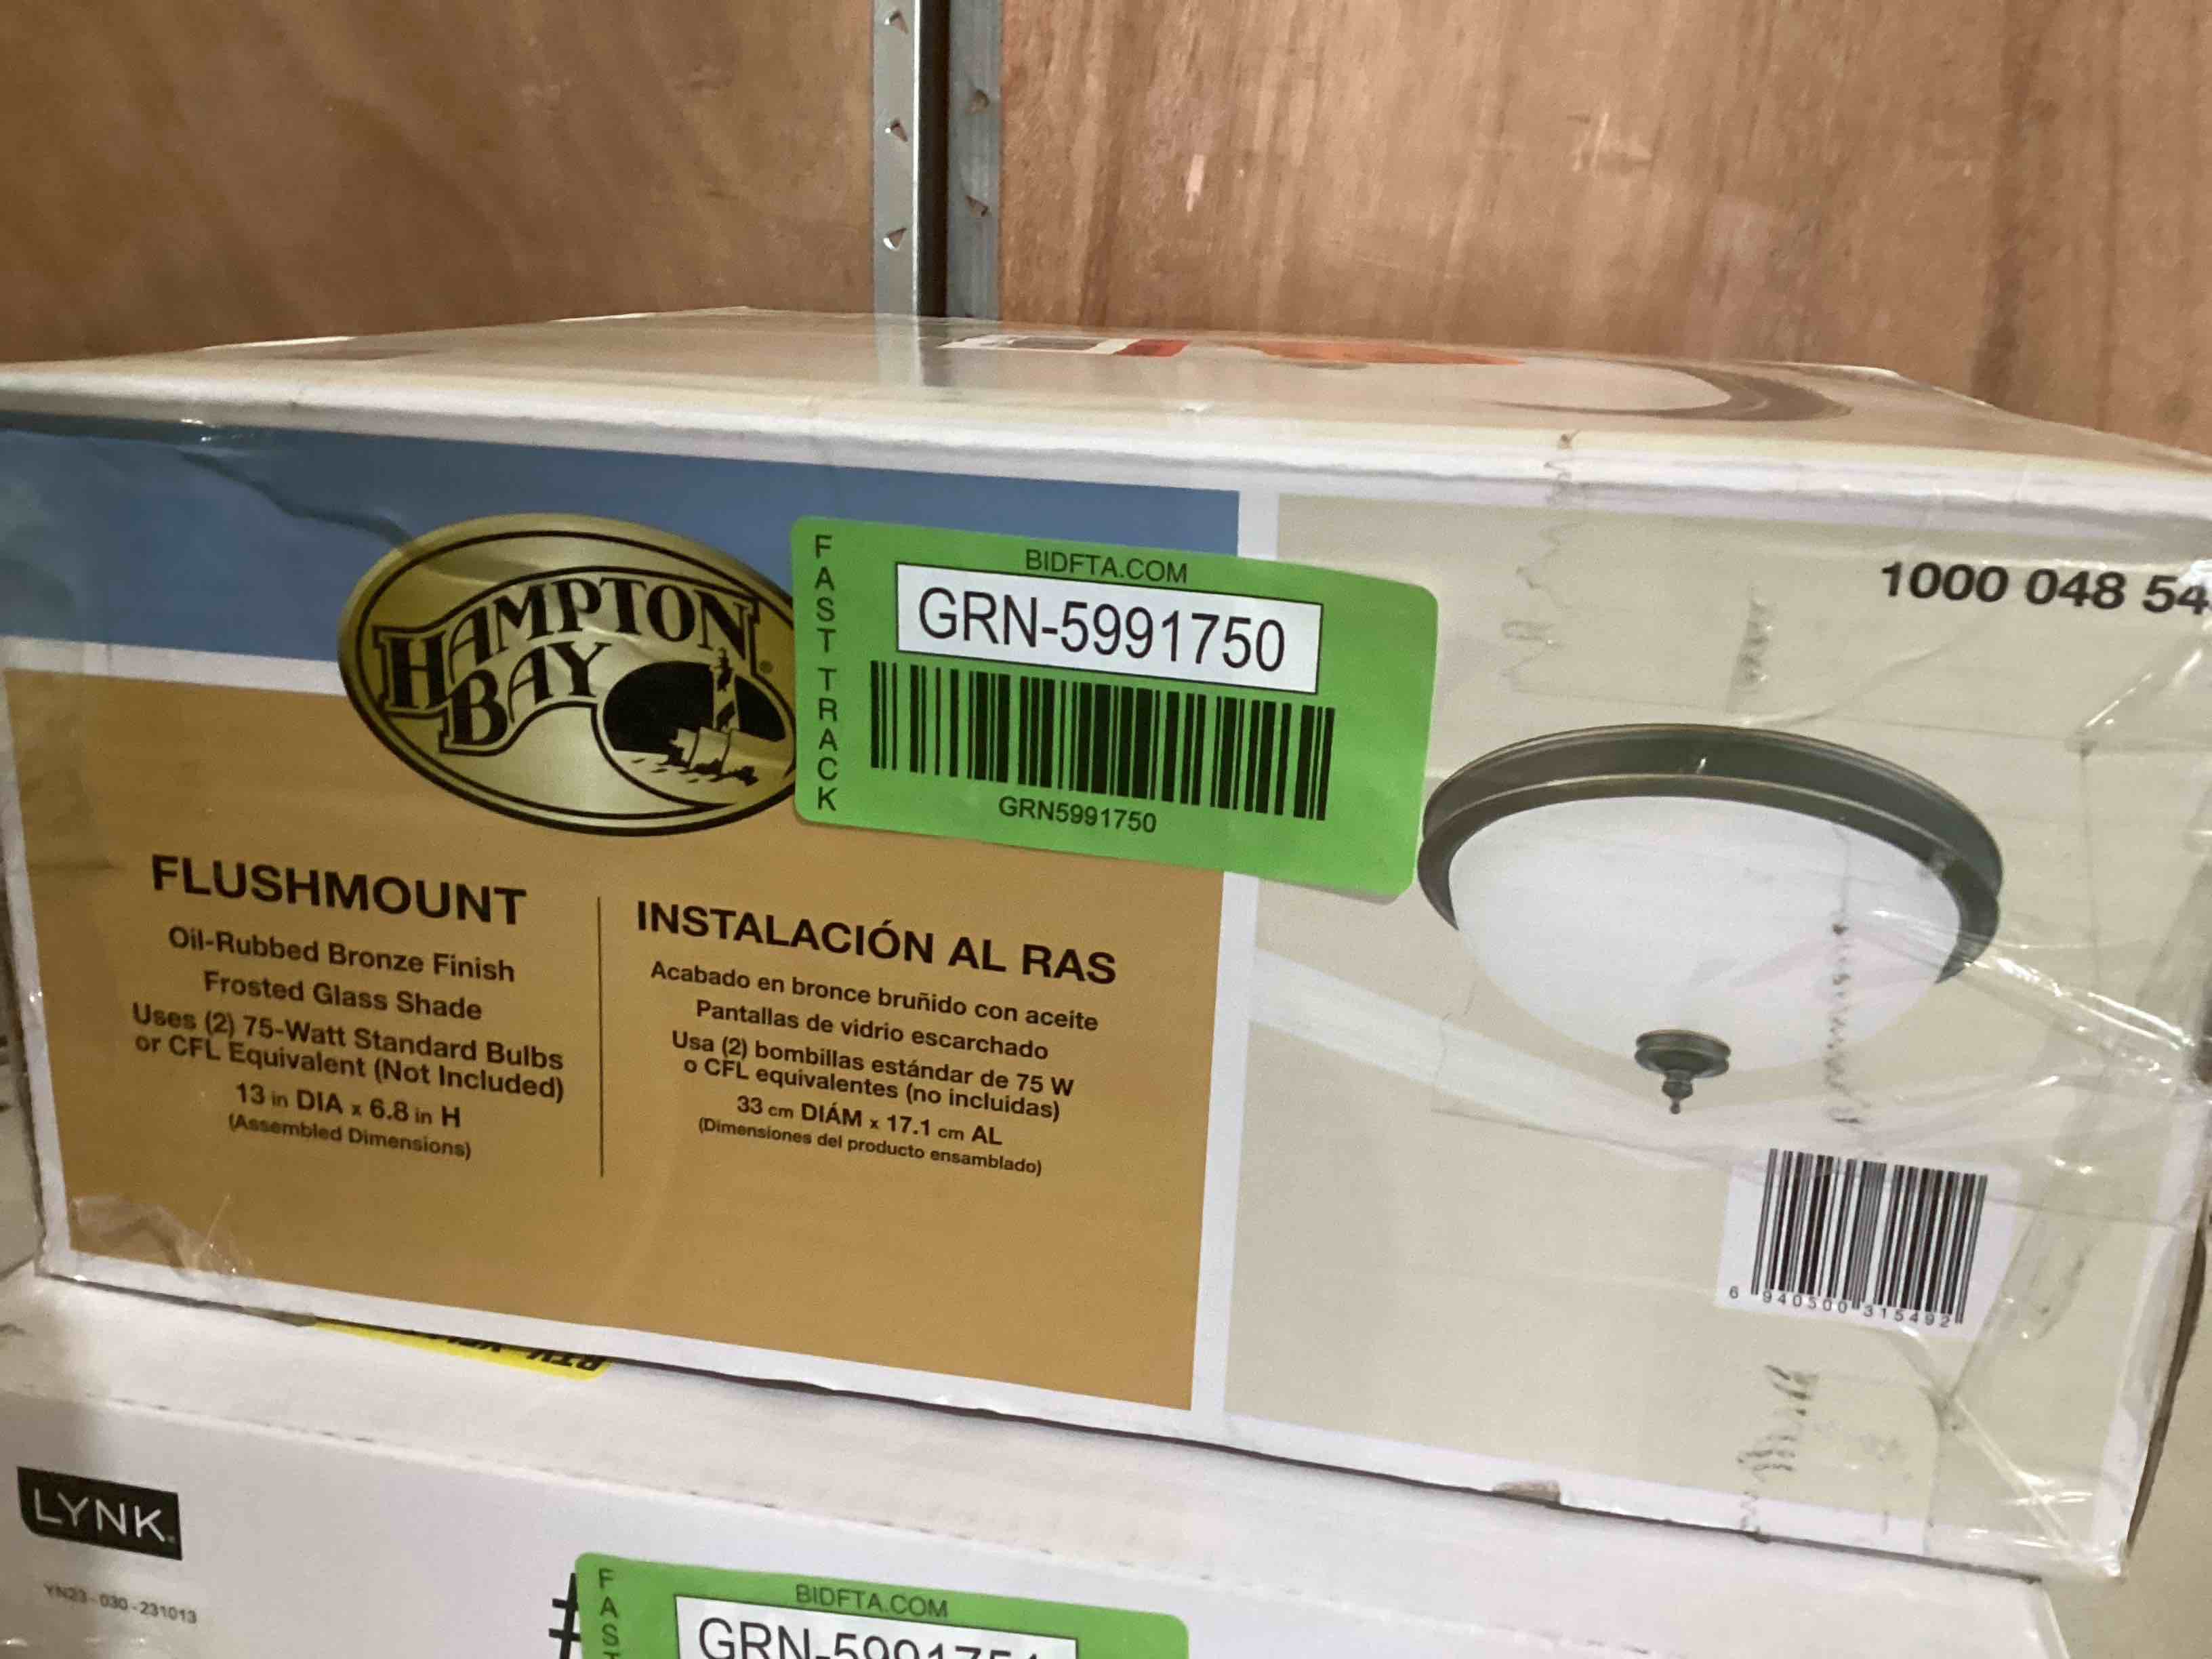 HAMPTON
BAY
FAST TRACK
BIDFTA.COM
GRN-5991750
GRN5991750
1000 048 54
FLUSHMOUNT
Oil-Rubbed Bronze Finish
Frosted Glass Shade
Uses (2) 75-Watt Standard Bulbs
or CFL Equivalent (Not Included)
13 in DIA x 6.8 in H
(Assembled Dimensions)
INSTALACIÓN AL RAS
Acabado en bronce bruñido con aceite
Pantallas de vidrio escarchado
Usa (2) bombillas estándar de 75 W
o CFL equivalentes (no incluidas)
33 cm DIÁM x 17.1 cm AL
(Dimensiones del producto ensamblado)
6 940500 315492
LYNK
YN23-030-231013
#
FAS
BIDFTA.COM